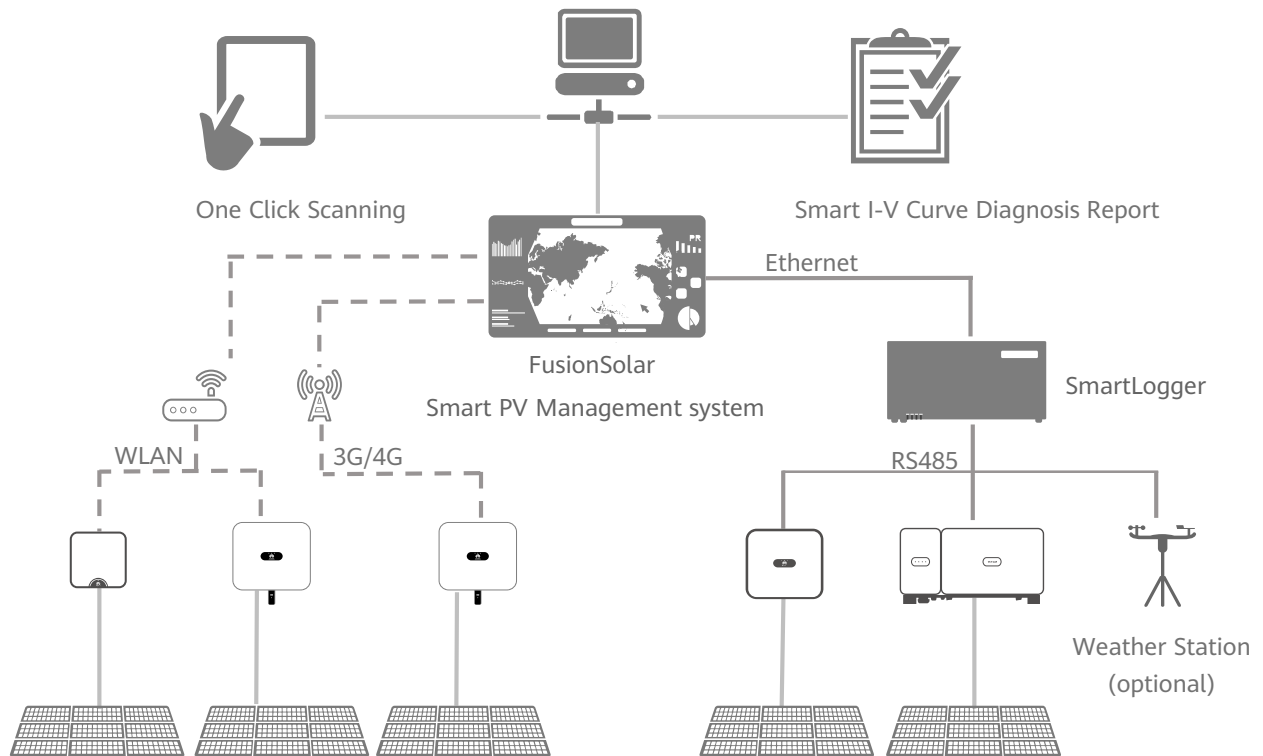 One Click Scanning
Smart I-V Curve Diagnosis Report
PR
Ethernet
FusionSolar
Smart PV Management system
SmartLogger
WLAN
3G/4G
RS485
Weather Station
(optional)